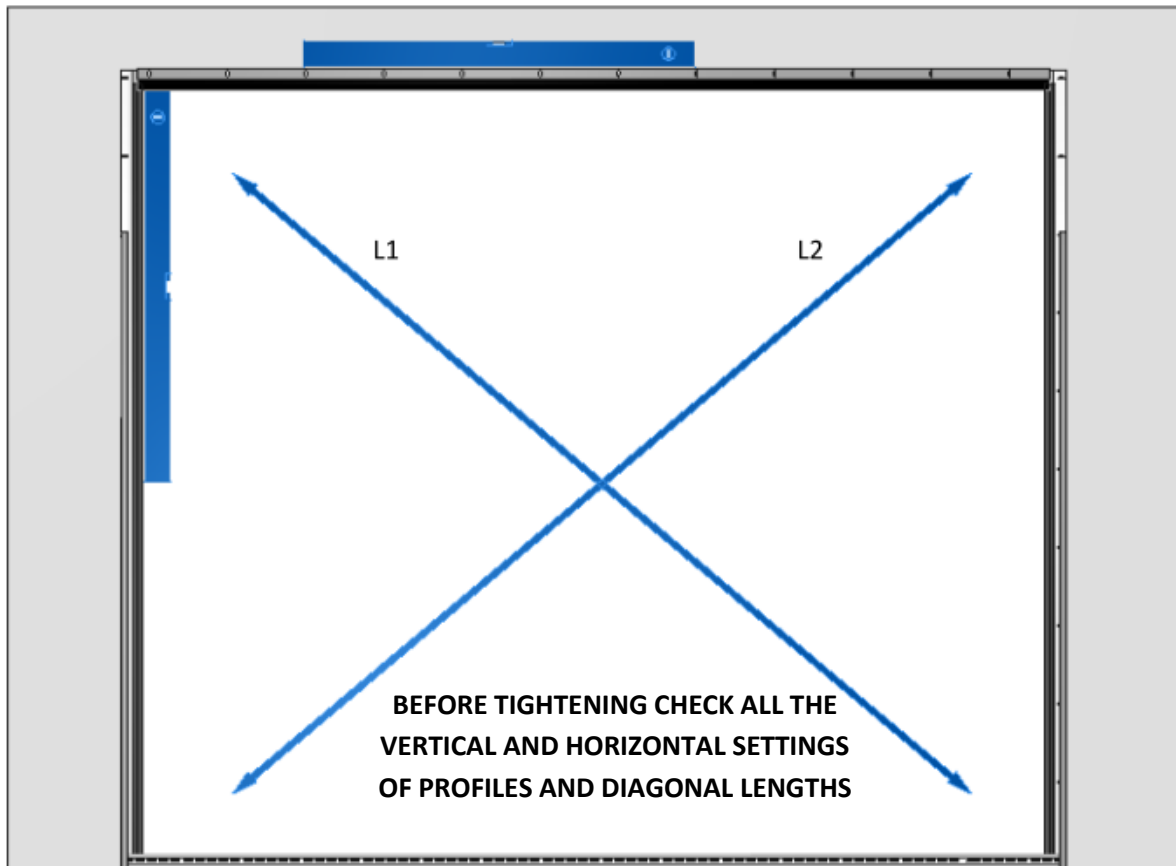 L1
L2
BEFORE TIGHTENING CHECK ALL THE
VERTICAL AND HORIZONTAL SETTINGS
OF PROFILES AND DIAGONAL LENGTHS